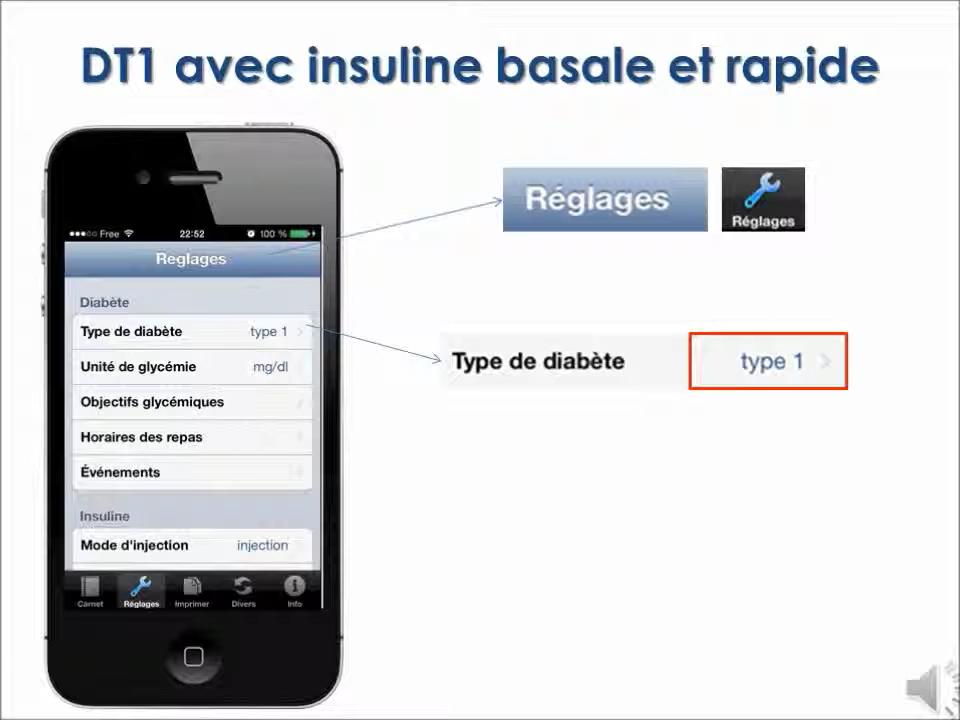 DT1 avec insuline basale et rapide
Free 22:52 100 %
Reglages
Diabète
Type de diabète type 1
Unité de glycémie mg/dl
Objectifs glycémiques
Horaires des repas
Événements
Insuline
Mode d'injection injection
Carnet Réglages Imprimer Divers Info
Réglages
Réglages
Type de diabète type 1